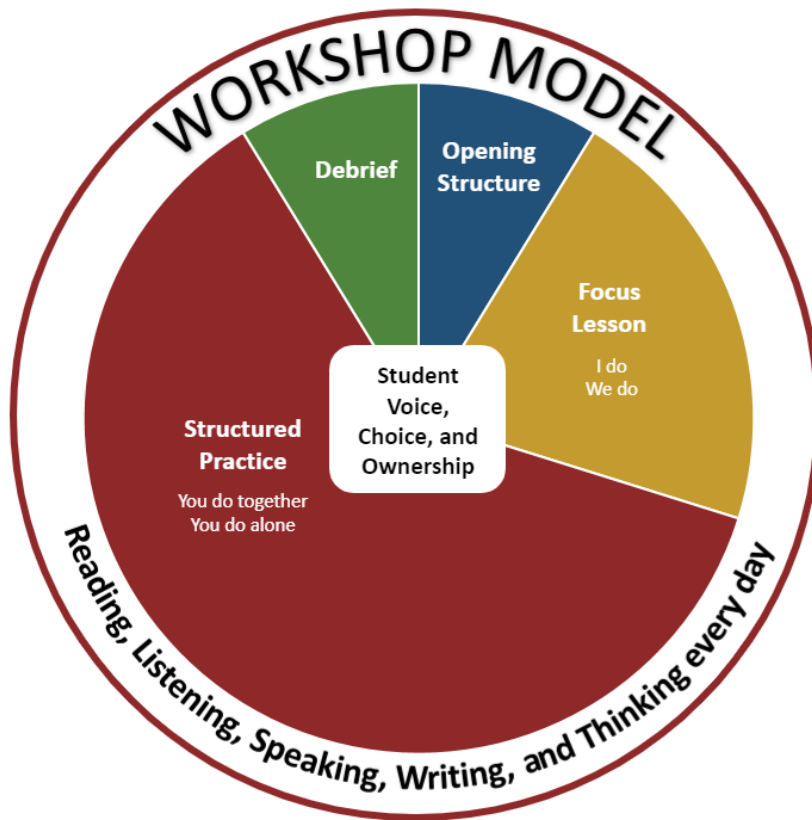 WORKSHOP MODEL
Debrief
Opening
Structure
Focus
Lesson
I do
We do
Student
Voice,
Choice, and
Ownership
Structured
Practice
You do together
You do alone
Reading, Listening, Speaking, Writing, and Thinking every day